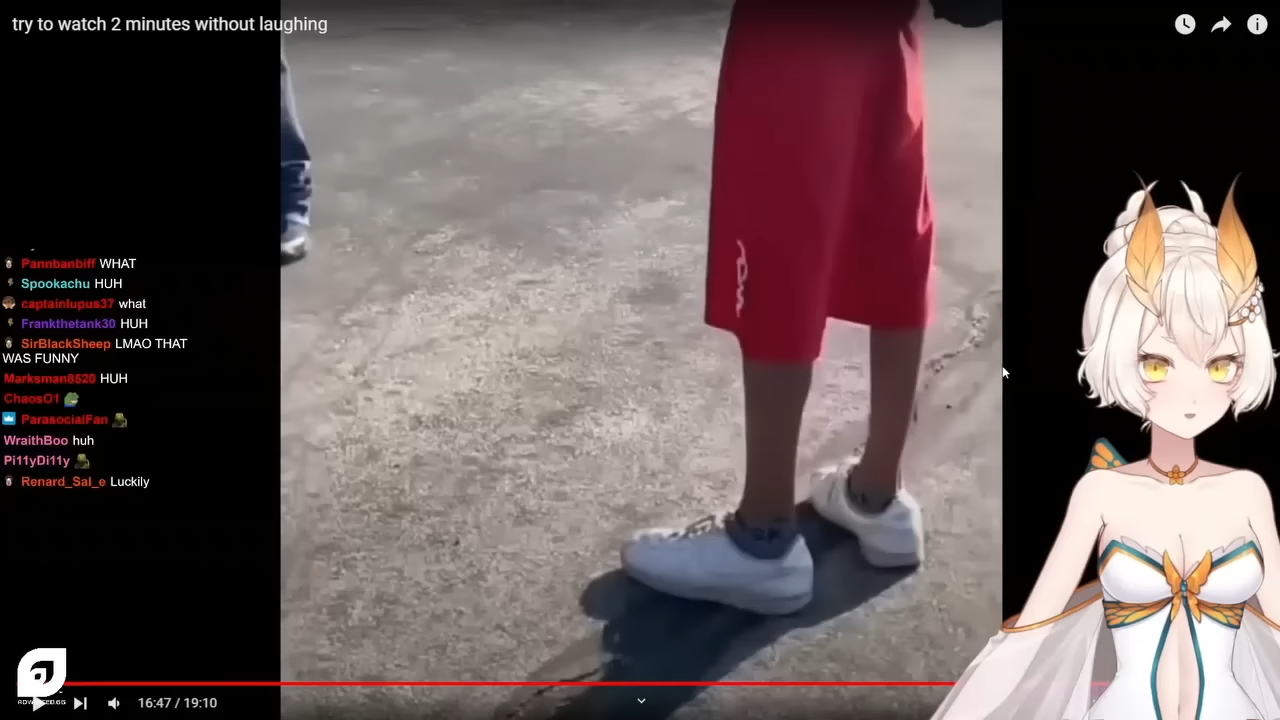 try to watch 2 minutes without laughing
Pannbanbiff WHAT
Spookachu HUH
captainlupus37 what
Frankthetank30 HUH
SirBlackSheep LMAO THAT
WAS FUNNY
Marksman8520 HUH
ChaosO1
ParasocialFan
WraithBoo huh
Pi11yDi11y
Renard_Sal_e Luckily
16:47 / 19:10